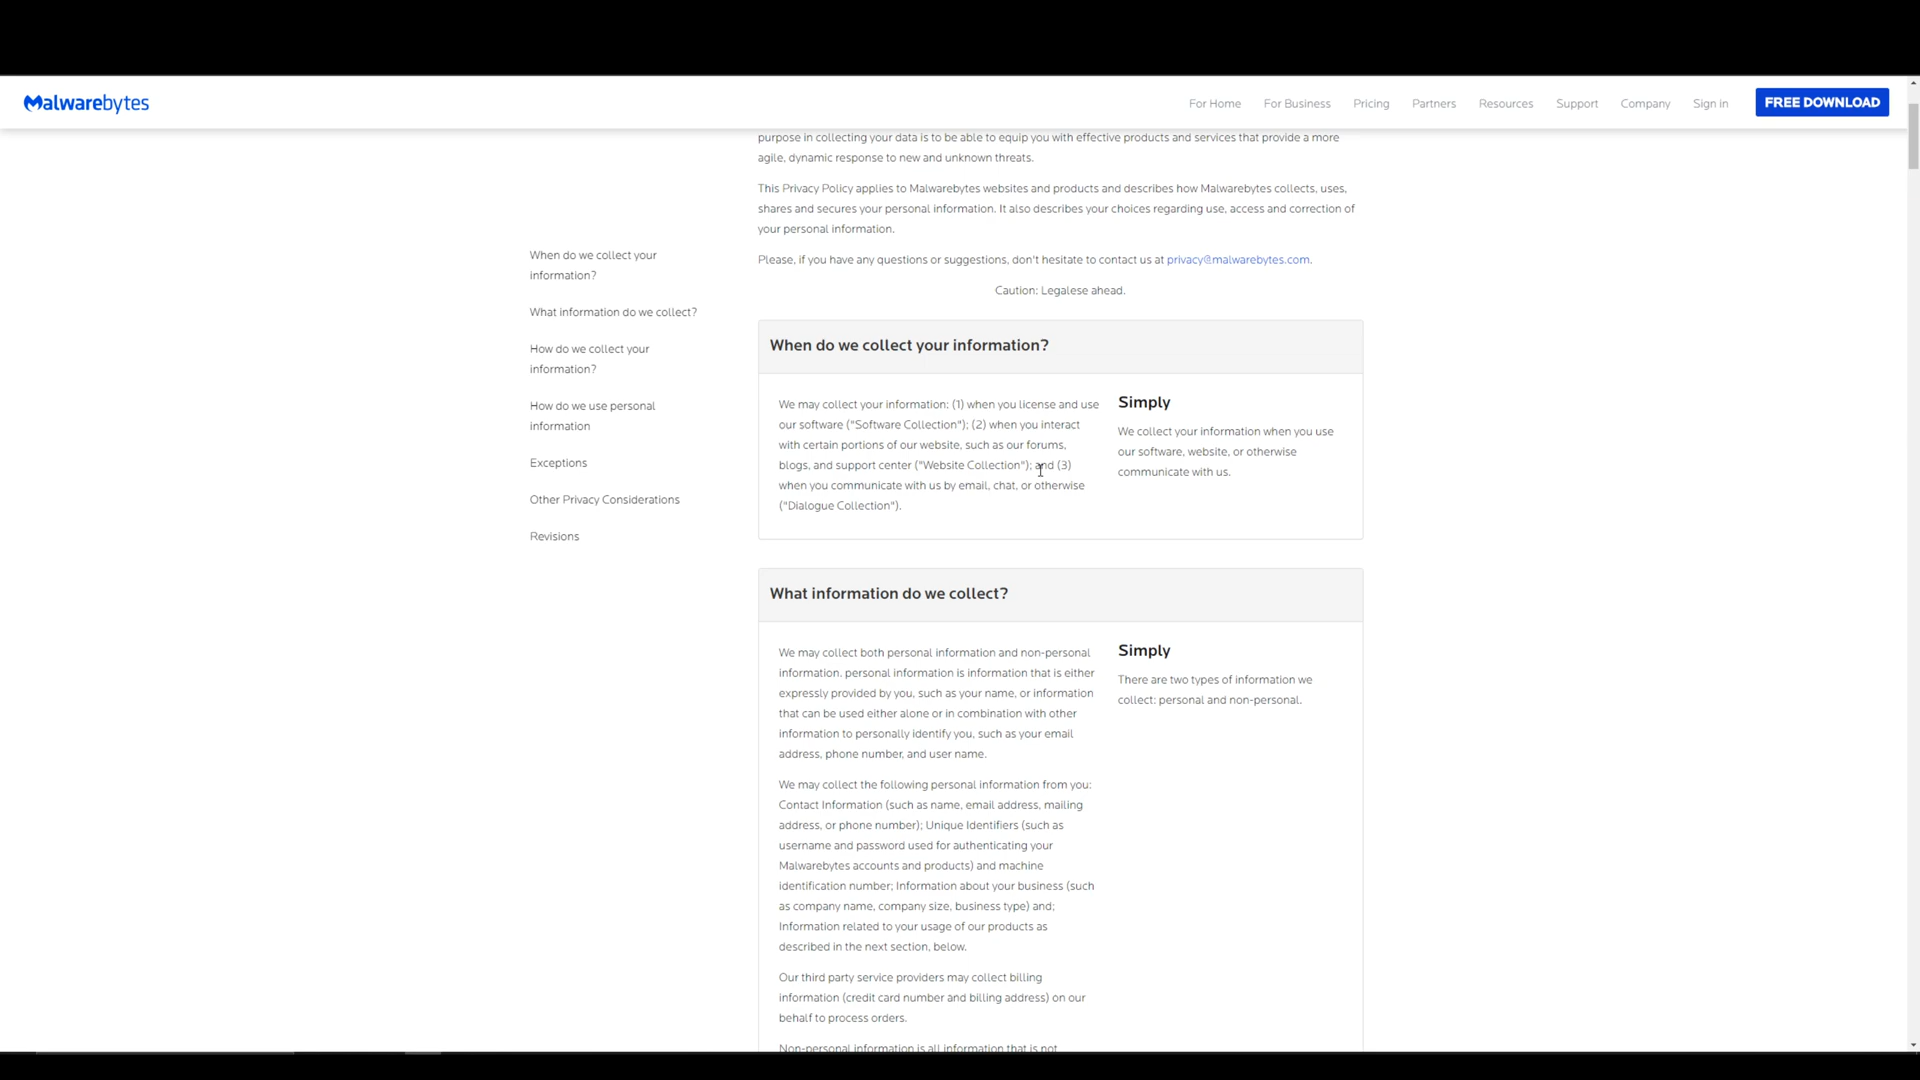 Malwarebytes
For Home For Business Pricing Partners Resources Support Company Sign in FREE DOWNLOAD
purpose in collecting your data is to be able to equip you with effective products and services that provide a more
agile, dynamic response to new and unknown threats.
This Privacy Policy applies to Malwarebytes websites and products and describes how Malwarebytes collects, uses,
shares and secures your personal information. It also describes your choices regarding use, access and correction of
your personal information.
Please, if you have any questions or suggestions, don't hesitate to contact us at privacy@malwarebytes.com.
Caution: Legalese ahead.
When do we collect your
information?
What information do we collect?
How do we collect your
information?
How do we use personal
information
Exceptions
Other Privacy Considerations
Revisions
When do we collect your information?
We may collect your information: (1) when you license and use
our software ("Software Collection"); (2) when you interact
with certain portions of our website, such as our forums,
blogs, and support center ("Website Collection"); and (3)
when you communicate with us by email, chat, or otherwise
("Dialogue Collection").
Simply
We collect your information when you use
our software, website, or otherwise
communicate with us.
What information do we collect?
We may collect both personal information and non-personal
information. personal information is information that is either
expressly provided by you, such as your name, or information
that can be used either alone or in combination with other
information to personally identify you, such as your email
address, phone number, and user name.
We may collect the following personal information from you:
Contact Information (such as name, email address, mailing
address, or phone number); Unique Identifiers (such as
username and password used for authenticating your
Malwarebytes accounts and products) and machine
identification number; Information about your business (such
as company name, company size, business type) and;
Information related to your usage of our products as
described in the next section, below.
Our third party service providers may collect billing
information (credit card number and billing address) on our
behalf to process orders.
Non-personal information is all information that is not
Simply
There are two types of information we
collect: personal and non-personal.